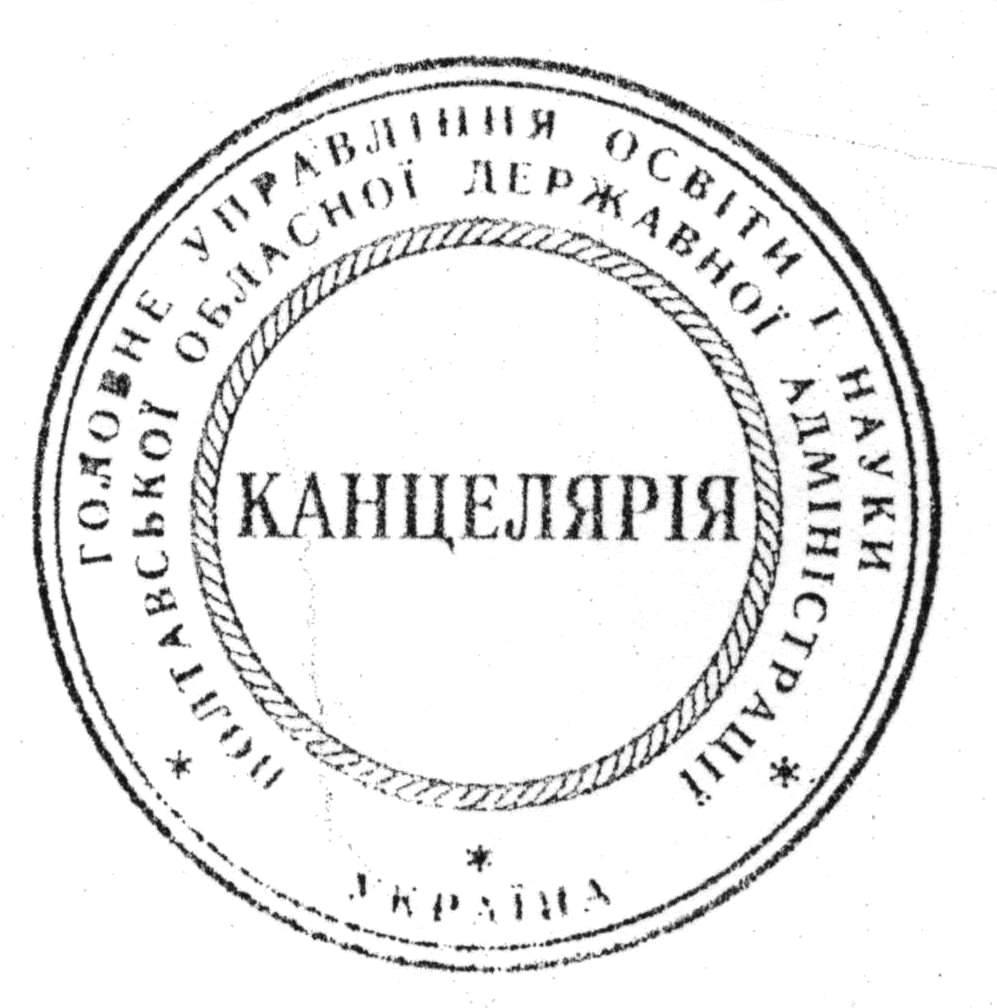 ГОЛОВНЕ УПРАВЛІННЯ ОСВІТИ І НАУКИ
ПОЛТАВСЬКОЇ ОБЛАСНОЇ ДЕРЖАВНОЇ АДМІНІСТРАЦІЇ
КАНЦЕЛЯРІЯ
* * *
УКРАЇНА